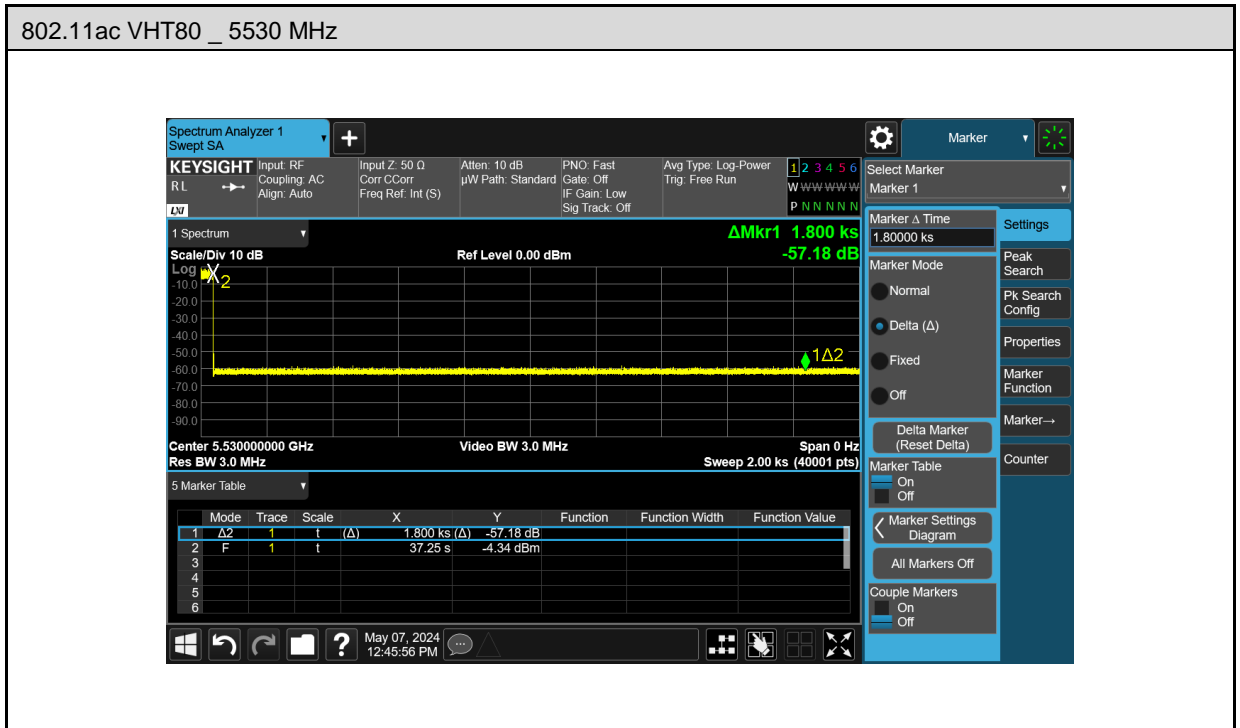 802.11ac VHT80 _ 5530 MHz
Spectrum Analyzer 1
Swept SA
+
Marker
KEYSIGHT
R L
LXI
Input: RF
Coupling: AC
Align: Auto
Input Z: 50 Ω
Corr CCorr
Freq Ref: Int (S)
Atten: 10 dB
µW Path: Standard
PNO: Fast
Gate: Off
IF Gain: Low
Sig Track: Off
Avg Type: Log-Power
Trig: Free Run
1 2 3 4 5 6
W W W W W W
P N N N N N
Select Marker
Marker 1
1 Spectrum
ΔMkr1 1.800 ks
-57.18 dB
Scale/Div 10 dB
Ref Level 0.00 dBm
Log
-10.0
-20.0
-30.0
-40.0
-50.0
-60.0
-70.0
-80.0
-90.0
X2
1Δ2
Center 5.530000000 GHz
Video BW 3.0 MHz
Span 0 Hz
Res BW 3.0 MHz
Sweep 2.00 ks (40001 pts)
5 Marker Table
Mode Trace Scale X Y Function Function Width Function Value
1 Δ2 1 t (Δ) 1.800 ks (Δ) -57.18 dB
2 F 1 t 37.25 s -4.34 dBm
3
4
5
6
?
May 07, 2024
12:45:56 PM
Marker Δ Time
1.80000 ks
Marker Mode
Normal
Delta (Δ)
Fixed
Off
Delta Marker
(Reset Delta)
Marker Table
On
Off
Marker Settings
Diagram
All Markers Off
Couple Markers
On
Off
Settings
Peak
Search
Pk Search
Config
Properties
Marker
Function
Marker→
Counter